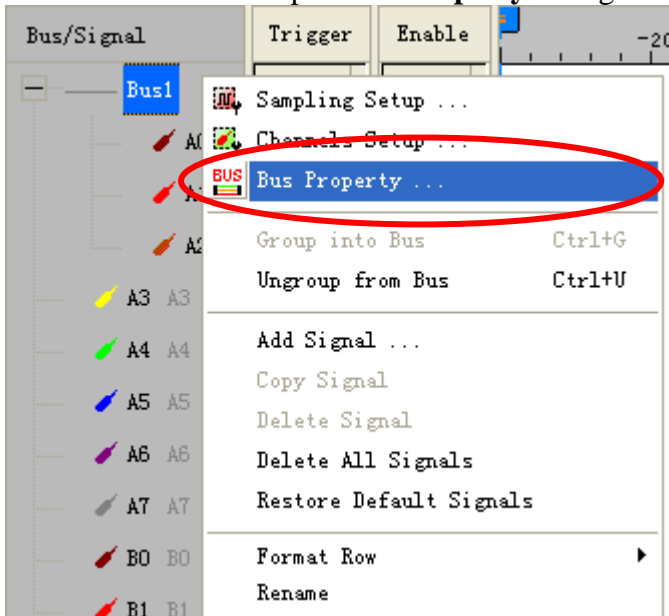 Bus/Signal Trigger Enable -20
Bus1
Sampling Setup ...
A0 Channels Setup ...
BUS Bus Property ...
Group into Bus Ctrl+G
A2
Ungroup from Bus Ctrl+U
A3 A3
Add Signal ...
A4 A4
Copy Signal
A5 A5
Delete Signal
A6 A6 Delete All Signals
A7 A7 Restore Default Signals
B0 B0 Format Row
Rename
B1 B1